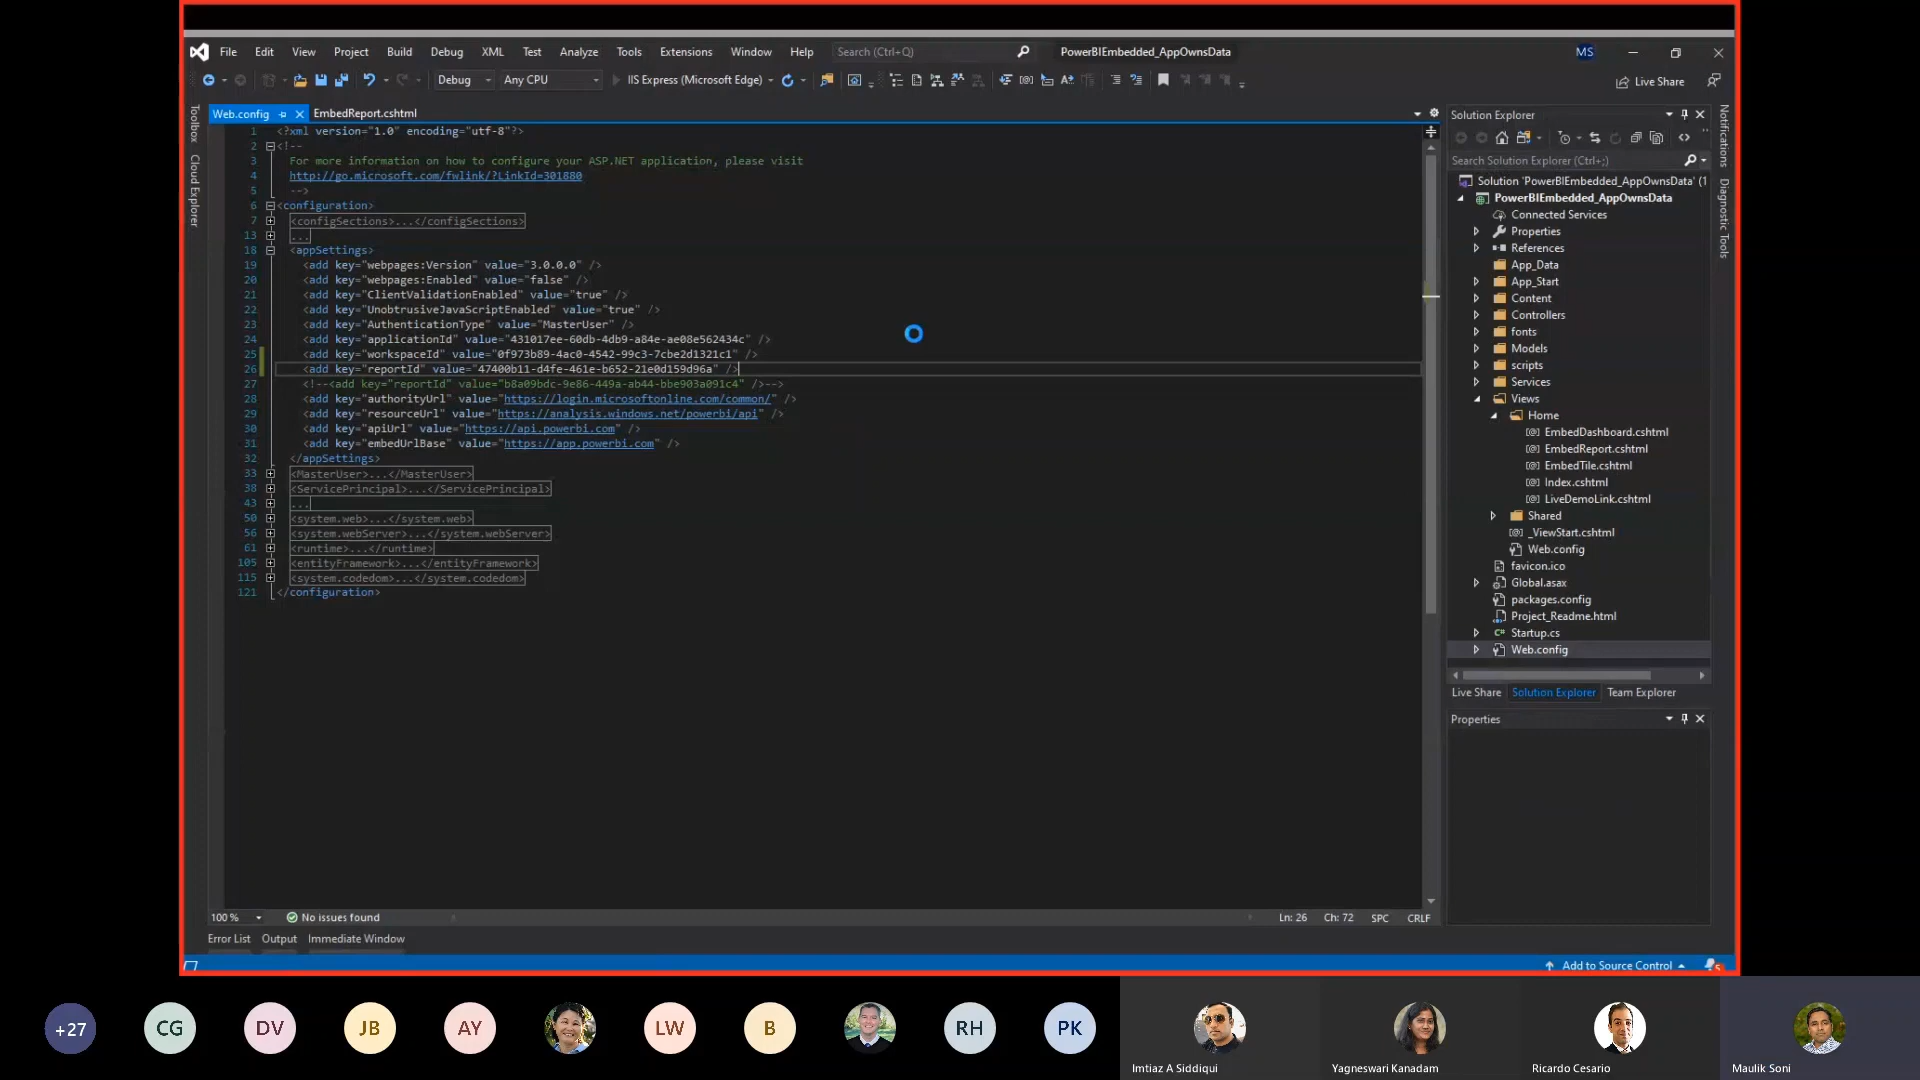 File Edit View Project Build Debug XML Test Analyze Tools Extensions Window Help Search (Ctrl+Q) PowerBIEmbedded_AppOwnsData MS
Debug Any CPU IIS Express (Microsoft Edge) Live Share
Toolbox
Cloud Explorer
Web.config EmbedReport.cshtml
1 <?xml version="1.0" encoding="utf-8"?>
2 <!--
3 For more information on how to configure your ASP.NET application, please visit
4 http://go.microsoft.com/fwlink/?LinkId=301880
5 -->
6 <configuration>
7 <configSections>...</configSections>
13 ...
18 <appSettings>
19 <add key="webpages:Version" value="3.0.0.0" />
20 <add key="webpages:Enabled" value="false" />
21 <add key="ClientValidationEnabled" value="true" />
22 <add key="UnobtrusiveJavaScriptEnabled" value="true" />
23 <add key="AuthenticationType" value="MasterUser" />
24 <add key="applicationId" value="431017ee-60db-4db9-a84e-ae08e562434c" />
25 <add key="workspaceId" value="0f973b89-4ac0-4542-99c3-7cbe2d1321c1" />
26 <add key="reportId" value="47400b11-d4fe-461e-b652-21e0d159d96a" />
27 <!--<add key="reportId" value="b8a09bdc-9e86-449a-ab44-bbe903a091c4" />-->
28 <add key="authorityUrl" value="https://login.microsoftonline.com/common/" />
29 <add key="resourceUrl" value="https://analysis.windows.net/powerbi/api" />
30 <add key="apiUrl" value="https://api.powerbi.com" />
31 <add key="embedUrlBase" value="https://app.powerbi.com" />
32 </appSettings>
33 <MasterUser>...</MasterUser>
38 <ServicePrincipal>...</ServicePrincipal>
43 ...
50 <system.web>...</system.web>
56 <system.webServer>...</system.webServer>
61 <runtime>...</runtime>
105 <entityFramework>...</entityFramework>
115 <system.codedom>...</system.codedom>
121 </configuration>
100 % No issues found Ln: 26 Ch: 72 SPC CRLF
Error List Output Immediate Window
Solution Explorer
Search Solution Explorer (Ctrl+;)
Solution 'PowerBIEmbedded_AppOwnsData' (1
PowerBIEmbedded_AppOwnsData
Connected Services
Properties
References
App_Data
App_Start
Content
Controllers
fonts
Models
scripts
Services
Views
Home
EmbedDashboard.cshtml
EmbedReport.cshtml
EmbedTile.cshtml
Index.cshtml
LiveDemoLink.cshtml
Shared
_ViewStart.cshtml
Web.config
favicon.ico
Global.asax
packages.config
Project_Readme.html
Startup.cs
Web.config
Live Share Solution Explorer Team Explorer
Properties
Notifications
Diagnostic Tools
Add to Source Control 5
+27 CG DV JB AY LW B RH PK
Imtiaz A Siddiqui Yagneswari Kanadam Ricardo Cesario Maulik Soni